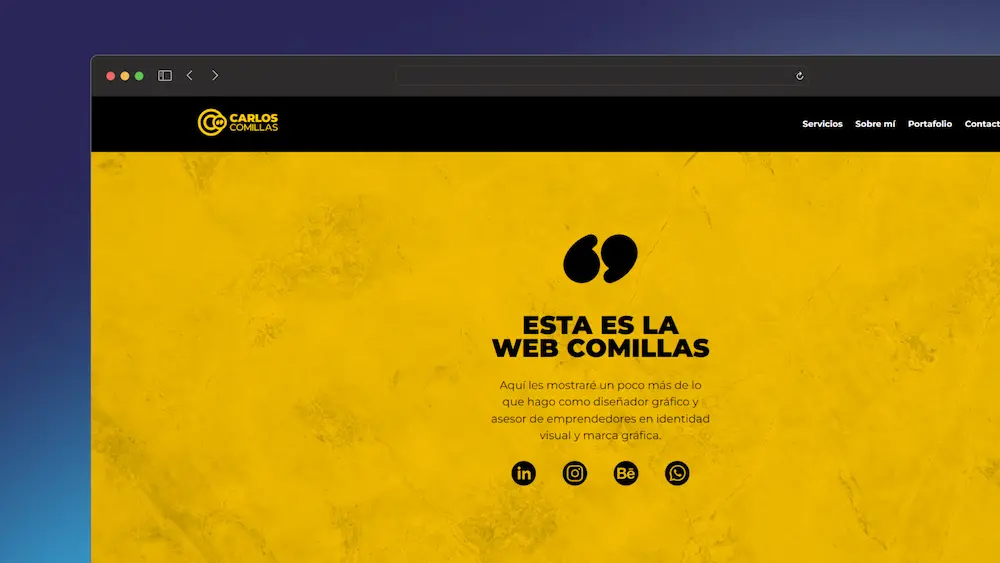 CARLOS
COMILLAS
Servicios Sobre mí Portafolio Contact
ESTA ES LA
WEB COMILLAS
Aquí les mostraré un poco más de lo
que hago como diseñador gráfico y
asesor de emprendedores en identidad
visual y marca gráfica.
in
Bē